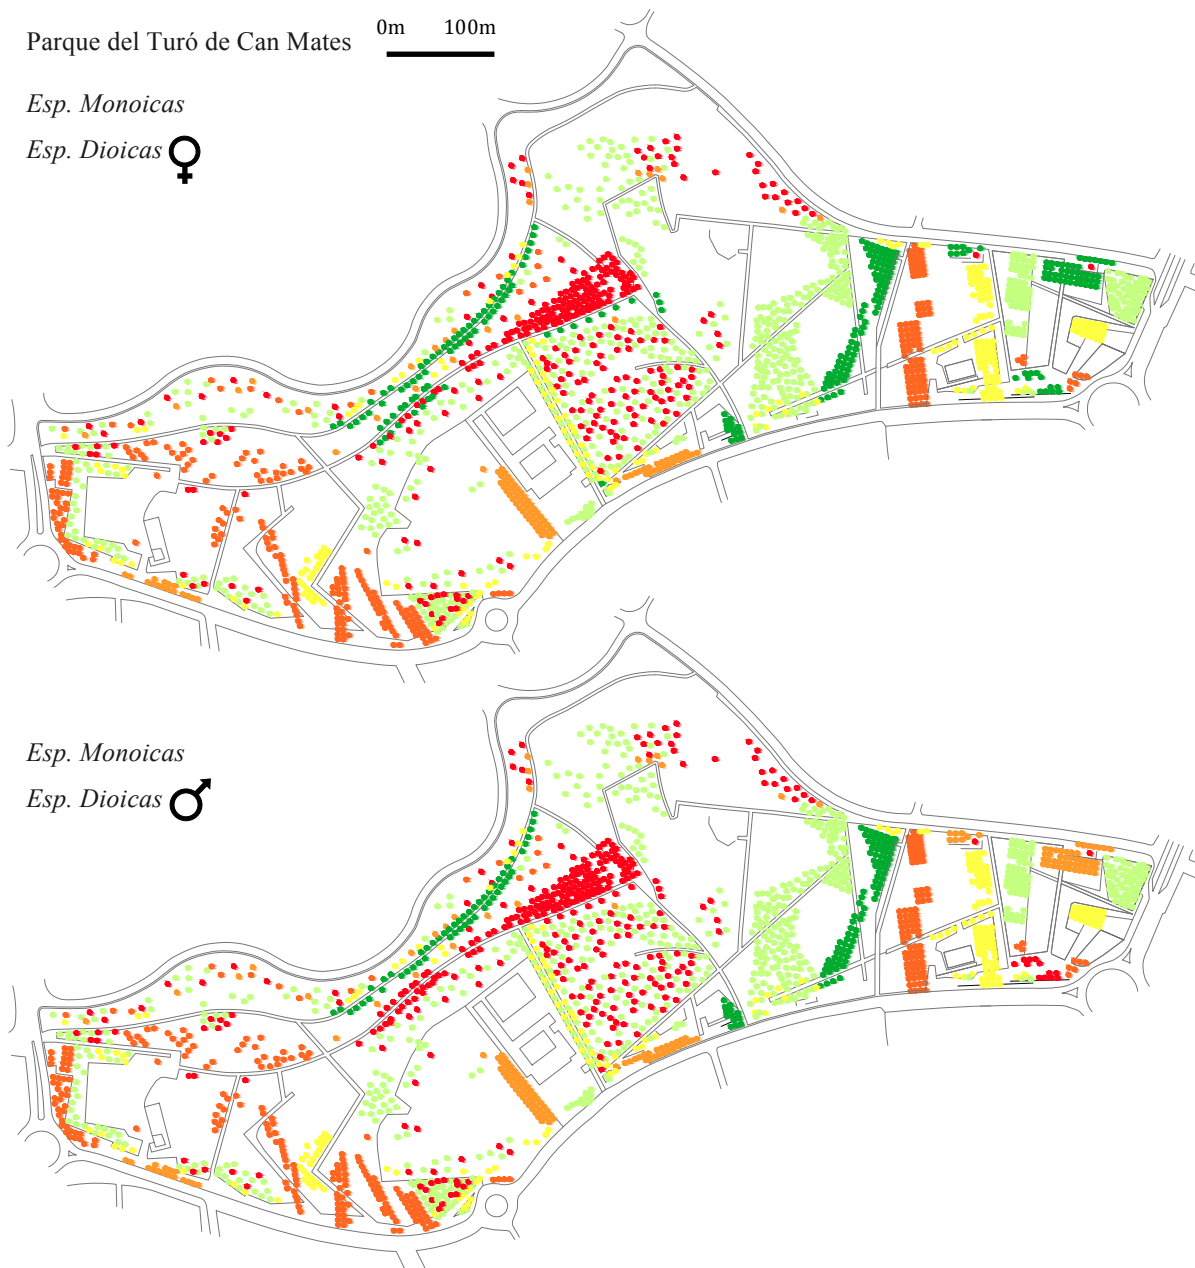 Parque del Turó de Can Mates
0m 100m
Esp. Monoicas
Esp. Dioicas
Esp. Monoicas
Esp. Dioicas